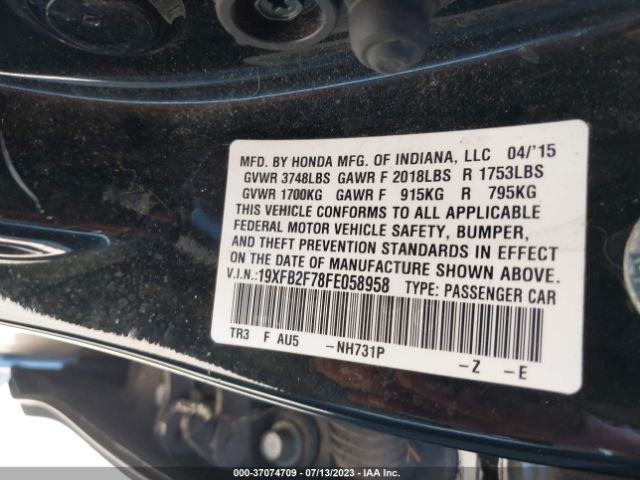 MFD. BY HONDA MFG. OF INDIANA, LLC 04/'15
GVWR 3748LBS GAWR F 2018LBS R 1753LBS
GVWR 1700KG GAWR F 915KG R 795KG
THIS VEHICLE CONFORMS TO ALL APPLICABLE
FEDERAL MOTOR VEHICLE SAFETY, BUMPER,
AND THEFT PREVENTION STANDARDS IN EFFECT
ON THE DATE OF MANUFACTURE SHOWN ABOVE.
V.I.N.:19XFB2F78FE058958 TYPE: PASSENGER CAR
TR3 F AU5 -NH731P -Z -E
000-37074709 - 07/13/2023 - IAA Inc.